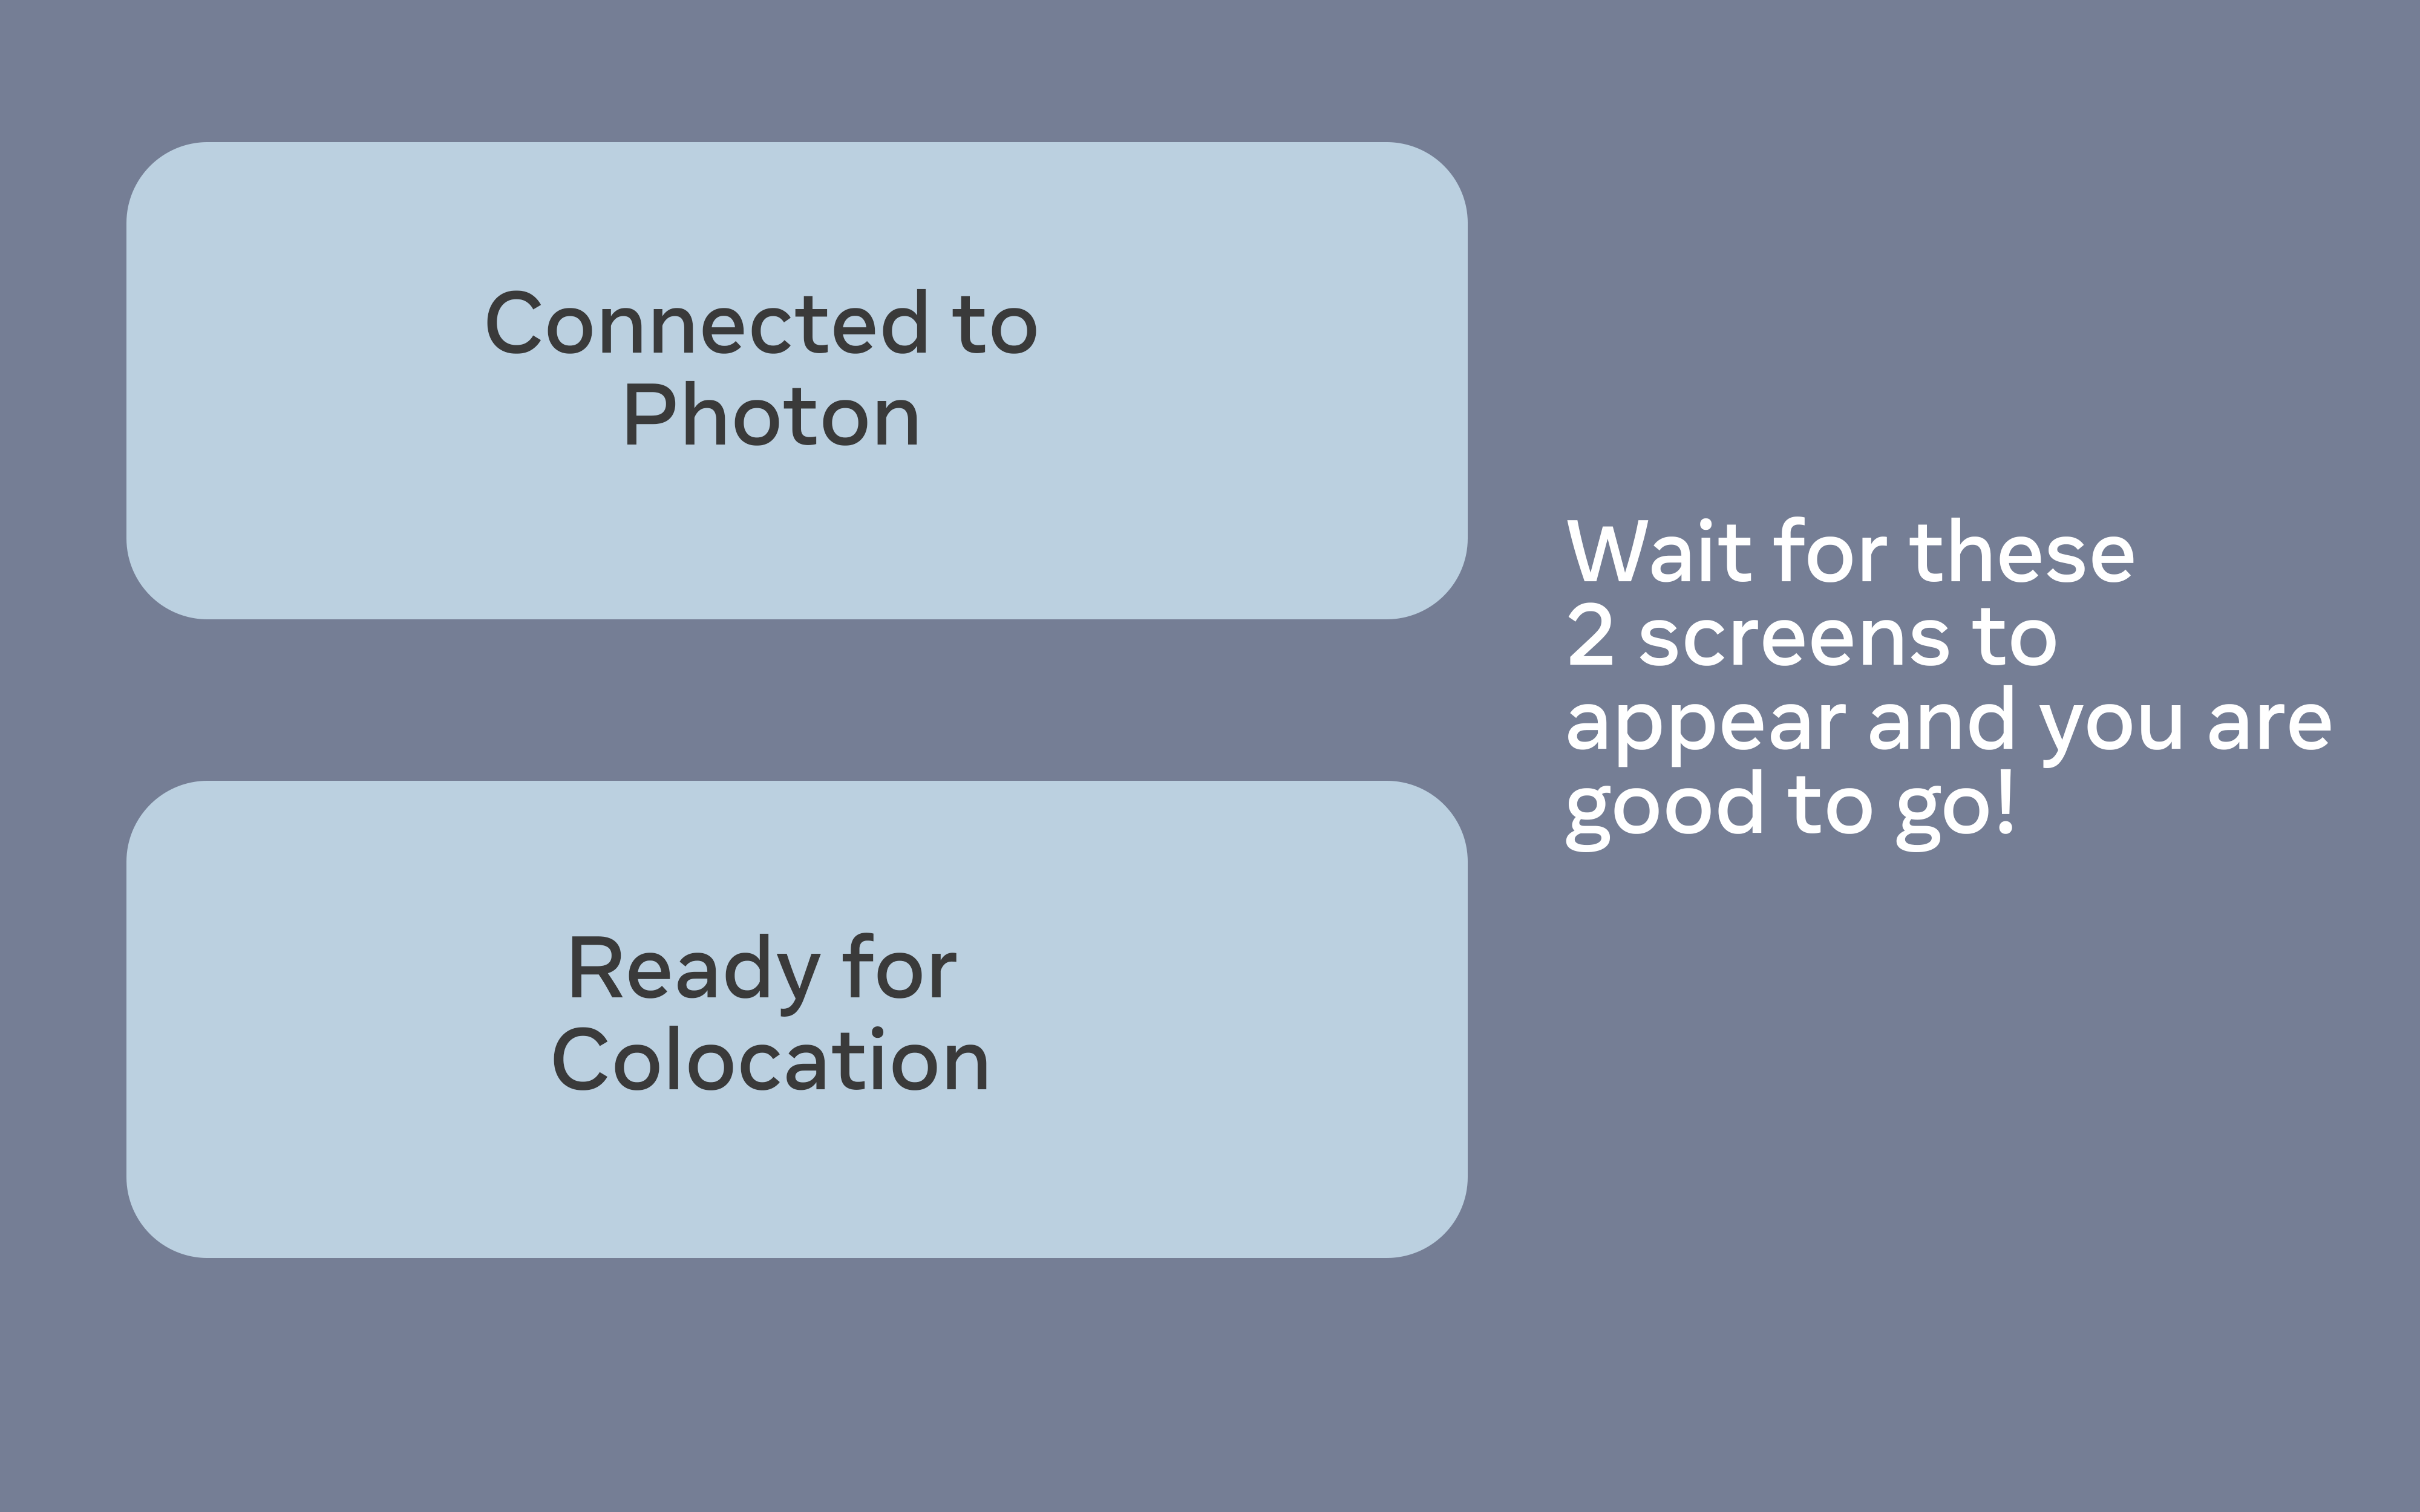 Connected to
Photon
Wait for these
2 screens to
appear and you are
good to go!
Ready for
Colocation